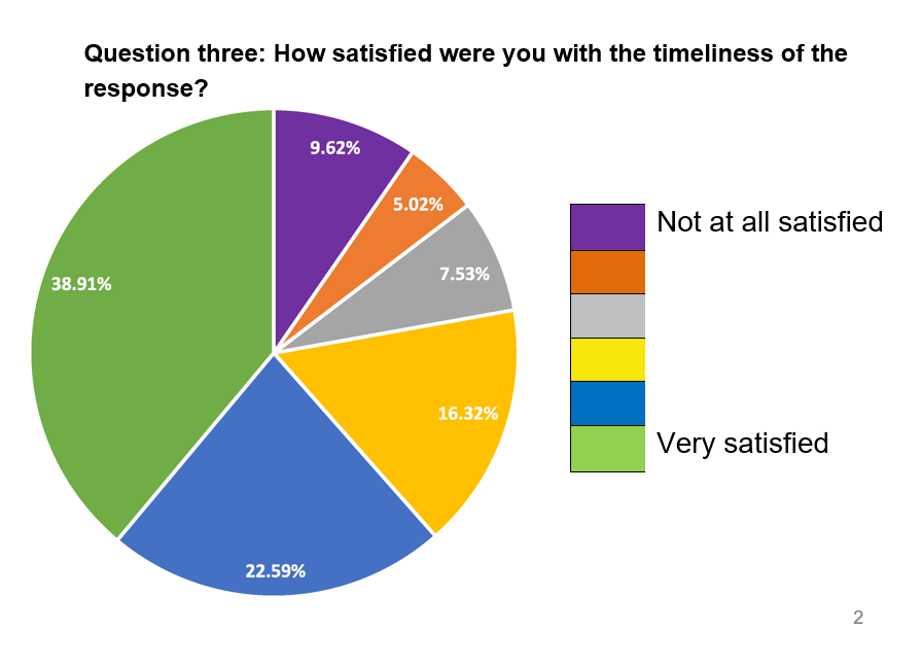 Question three: How satisfied were you with the timeliness of the
response?
9.62%
5.02%
7.53%
38.91%
16.32%
22.59%
Not at all satisfied
Very satisfied
2